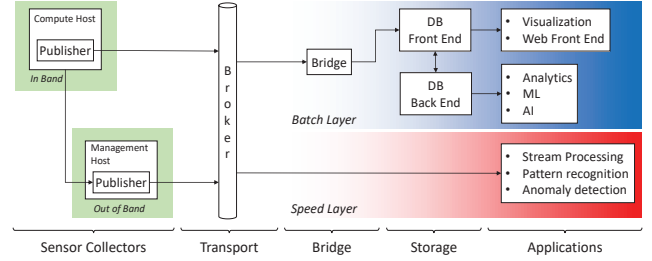 Compute Host
Publisher
In Band
Management
Host
Publisher
Out of Band
Broker
Bridge
DB
Front End
DB
Back End
• Visualization
• Web Front End
• Analytics
• ML
• AI
Batch Layer
• Stream Processing
• Pattern recognition
• Anomaly detection
Speed Layer
Sensor Collectors
Transport
Bridge
Storage
Applications